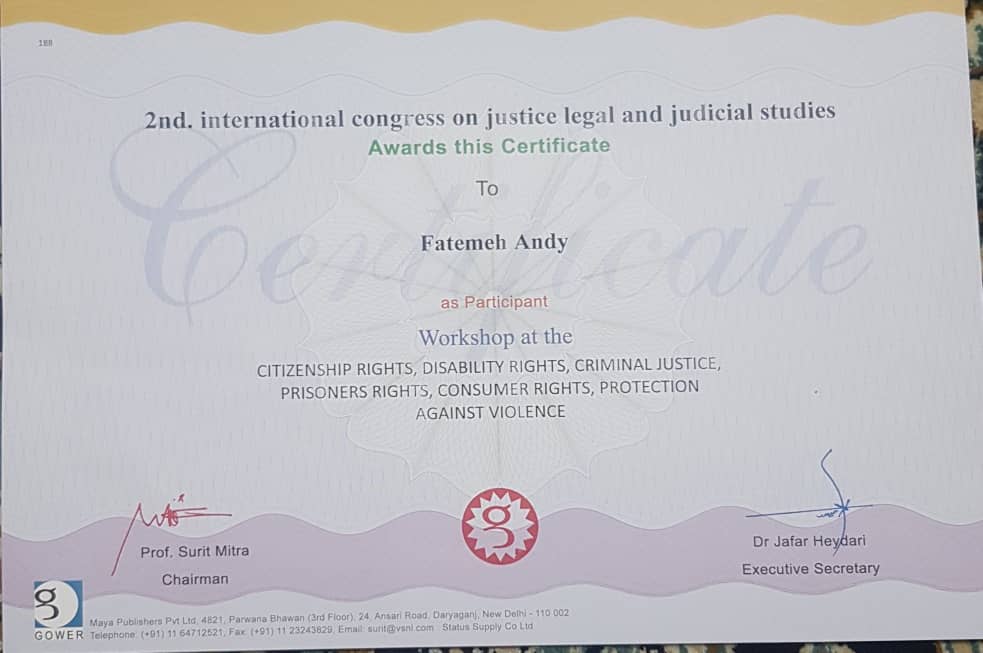 188
2nd. international congress on justice legal and judicial studies
Awards this Certificate
To
Certificate
Fatemeh Andy
as Participant
Workshop at the
CITIZENSHIP RIGHTS, DISABILITY RIGHTS, CRIMINAL JUSTICE,
PRISONERS RIGHTS, CONSUMER RIGHTS, PROTECTION
AGAINST VIOLENCE
g
Prof. Surit Mitra
Chairman
Dr Jafar Heydari
Executive Secretary
g
GOWER
Maya Publishers Pvt Ltd, 4821, Parwana Bhawan (3rd Floor), 24, Ansari Road, Daryaganj, New Delhi - 110 002
Telephone: (+91) 11 64712521, Fax: (+91) 11 23243829, Email: surit@vsnl.com Status Supply Co Ltd